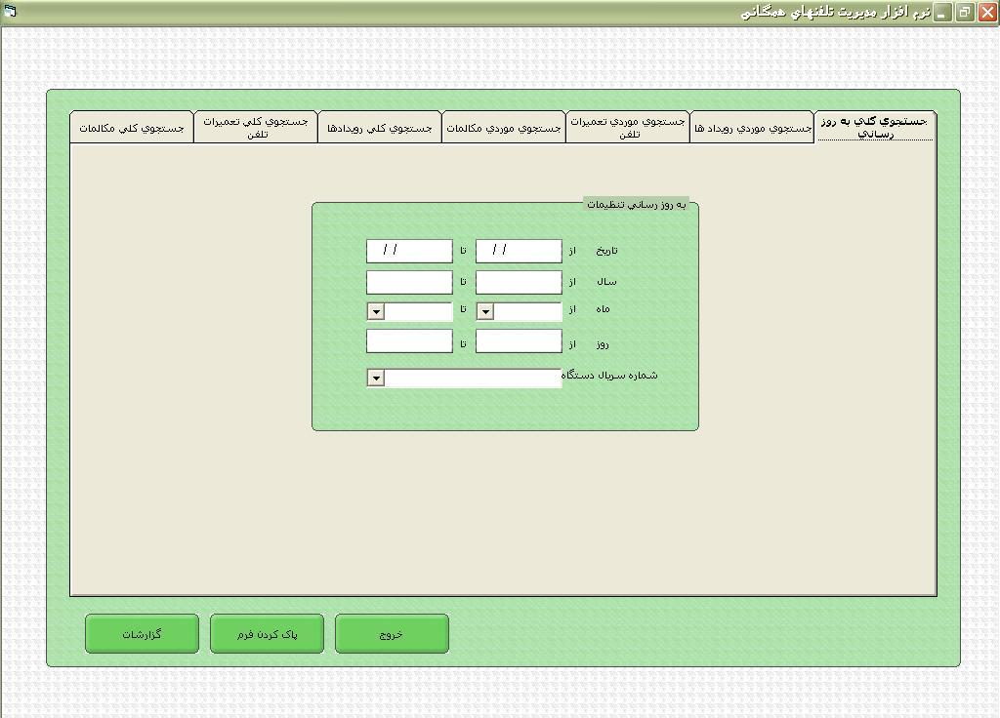 نرم افزار مديريت تلفنهاي همگاني
جستجوي كلي به روز
رساني
جستجوي موردي رويداد ها
جستجوي موردي تعميرات
تلفن
جستجوي موردي مكالمات
جستجوي كلي رويدادها
جستجوي كلي تعميرات
تلفن
جستجوي كلي مكالمات
به روز رساني تنظيمات
تاريخ از / / تا / /
سال از تا
ماه از تا
روز از تا
شماره سريال دستگاه
خروج
پاک کردن فرم
گزارشات